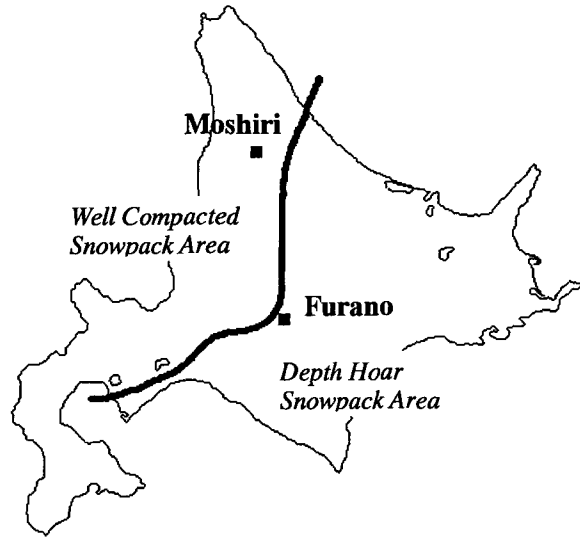 Moshiri
Well Compacted
Snowpack Area
Furano
Depth Hoar
Snowpack Area